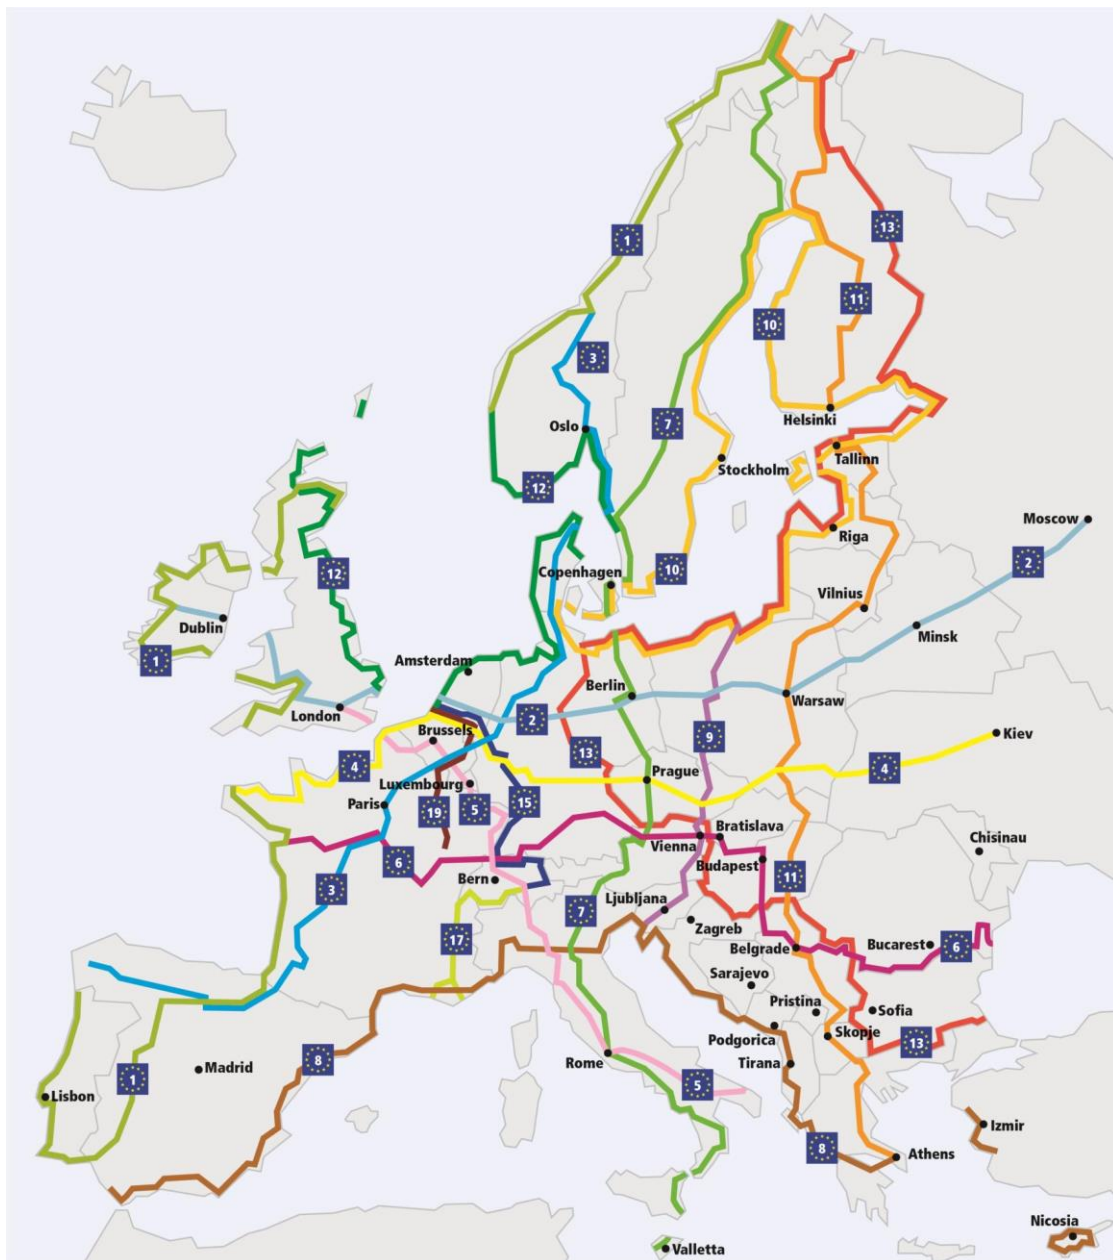 1
13
11
10
3
7
Helsinki
Oslo
Tallinn
Stockholm
12
Moscow
Riga
2
10
Copenhagen
12
Vilnius
Dublin
Minsk
1
Amsterdam
Berlin
Warsaw
London
2
9
Brussels
Kiev
13
4
4
Prague
Luxembourg
Paris
19
5
15
Bratislava
Vienna
Chisinau
6
Budapest
Bern
11
3
7
Ljubljana
17
Zagreb
Bucarest
6
Belgrade
Sarajevo
Pristina
Sofia
Podgorica
Skopje
13
8
Rome
Tirana
Madrid
1
5
Lisbon
Izmir
8
Athens
Nicosia
Valletta